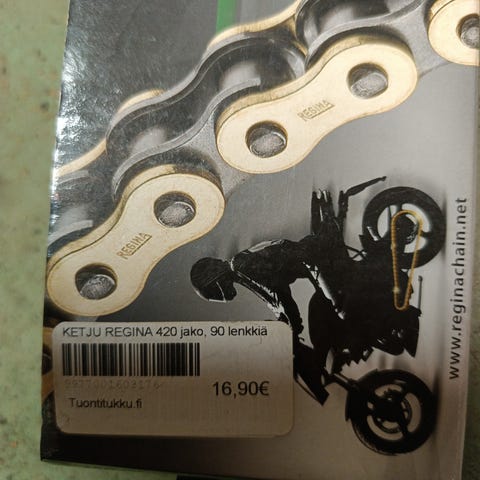 REGINA
REGINA
www.reginachain.net
KETJU REGINA 420 jako, 90 lenkkiä
16,90€
Tuontitukku.fi